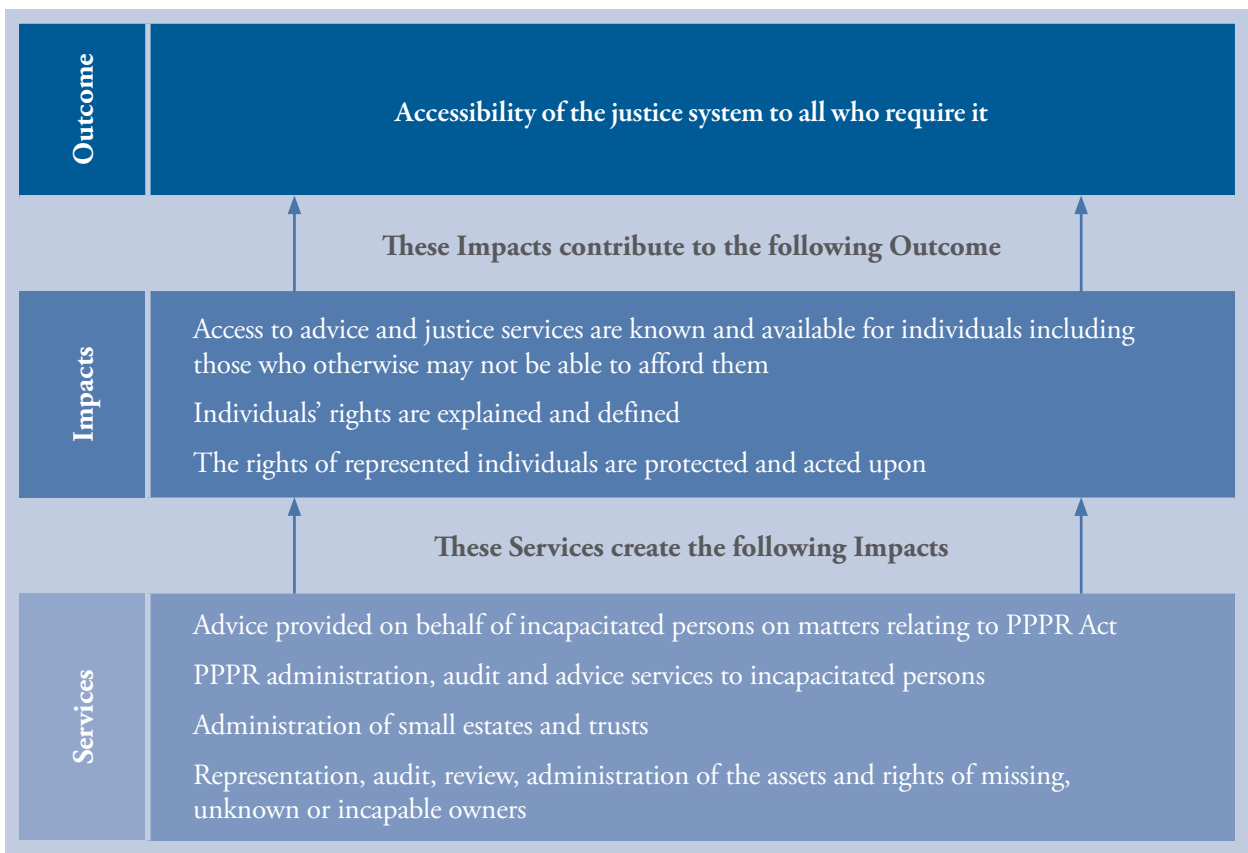 Outcome
Accessibility of the justice system to all who require it
These Impacts contribute to the following Outcome
Impacts
Access to advice and justice services are known and available for individuals including
those who otherwise may not be able to afford them
Individuals’ rights are explained and defined
The rights of represented individuals are protected and acted upon
These Services create the following Impacts
Services
Advice provided on behalf of incapacitated persons on matters relating to PPPR Act
PPPR administration, audit and advice services to incapacitated persons
Administration of small estates and trusts
Representation, audit, review, administration of the assets and rights of missing,
unknown or incapable owners